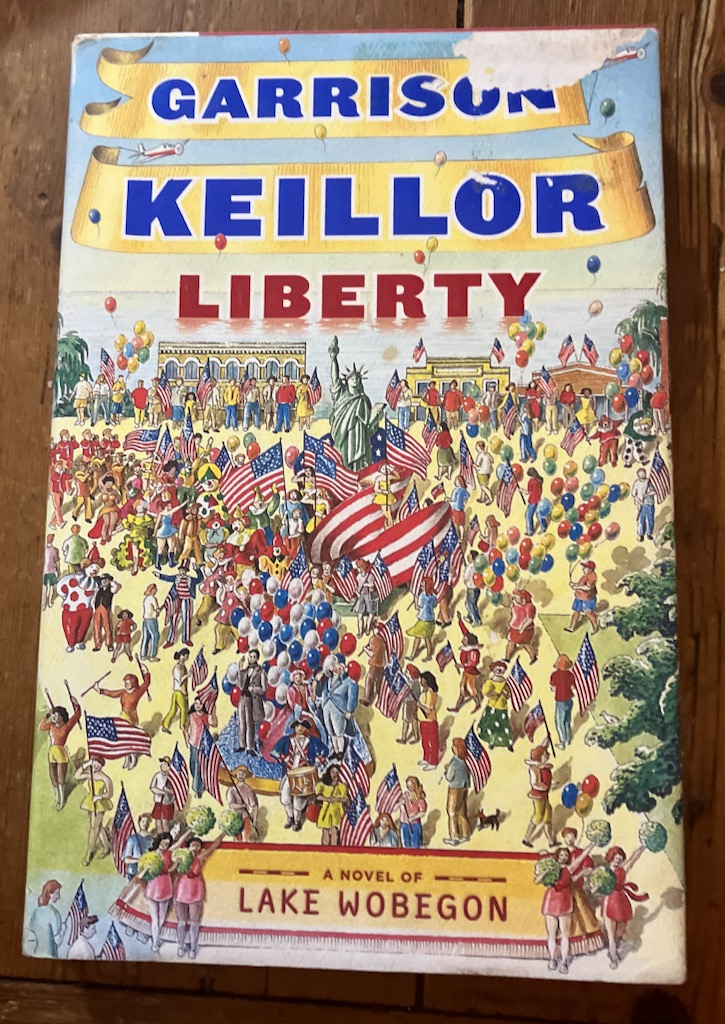 GARRISON
KEILLOR
LIBERTY
A NOVEL OF
LAKE WOBEGON